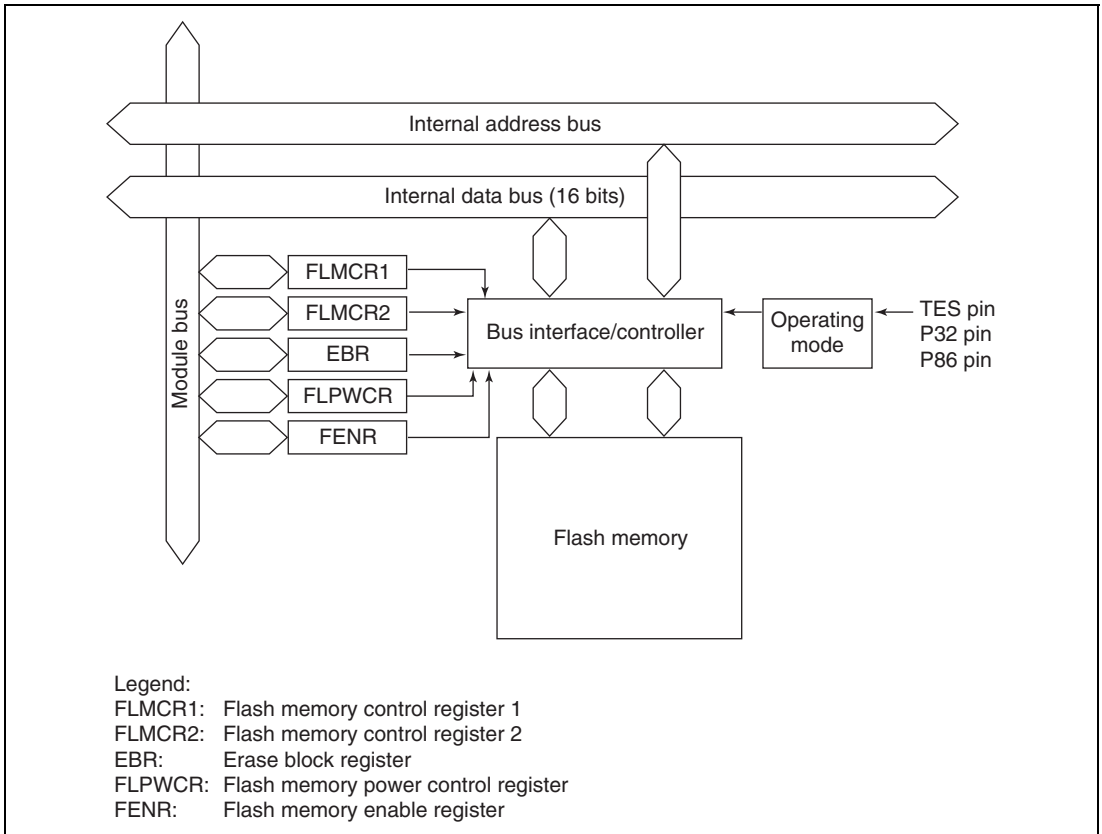 Internal address bus
Internal data bus (16 bits)
Module bus
FLMCR1
FLMCR2
EBR
FLPWCR
FENR
Bus interface/controller
Operating
mode
TES pin
P32 pin
P86 pin
Flash memory
Legend:
FLMCR1: Flash memory control register 1
FLMCR2: Flash memory control register 2
EBR: Erase block register
FLPWCR: Flash memory power control register
FENR: Flash memory enable register